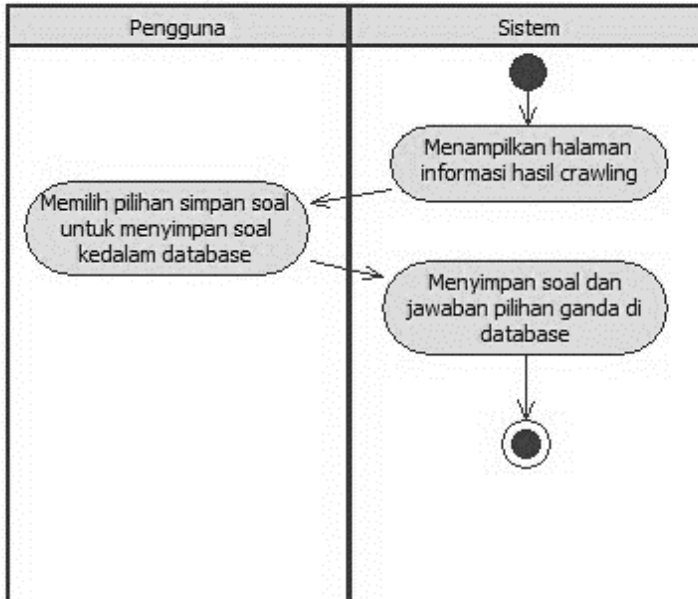 Pengguna
Sistem
Menampilkan halaman
informasi hasil crawling
Memilih pilihan simpan soal
untuk menyimpan soal
kedalam database
Menyimpan soal dan
jawaban pilihan ganda di
database